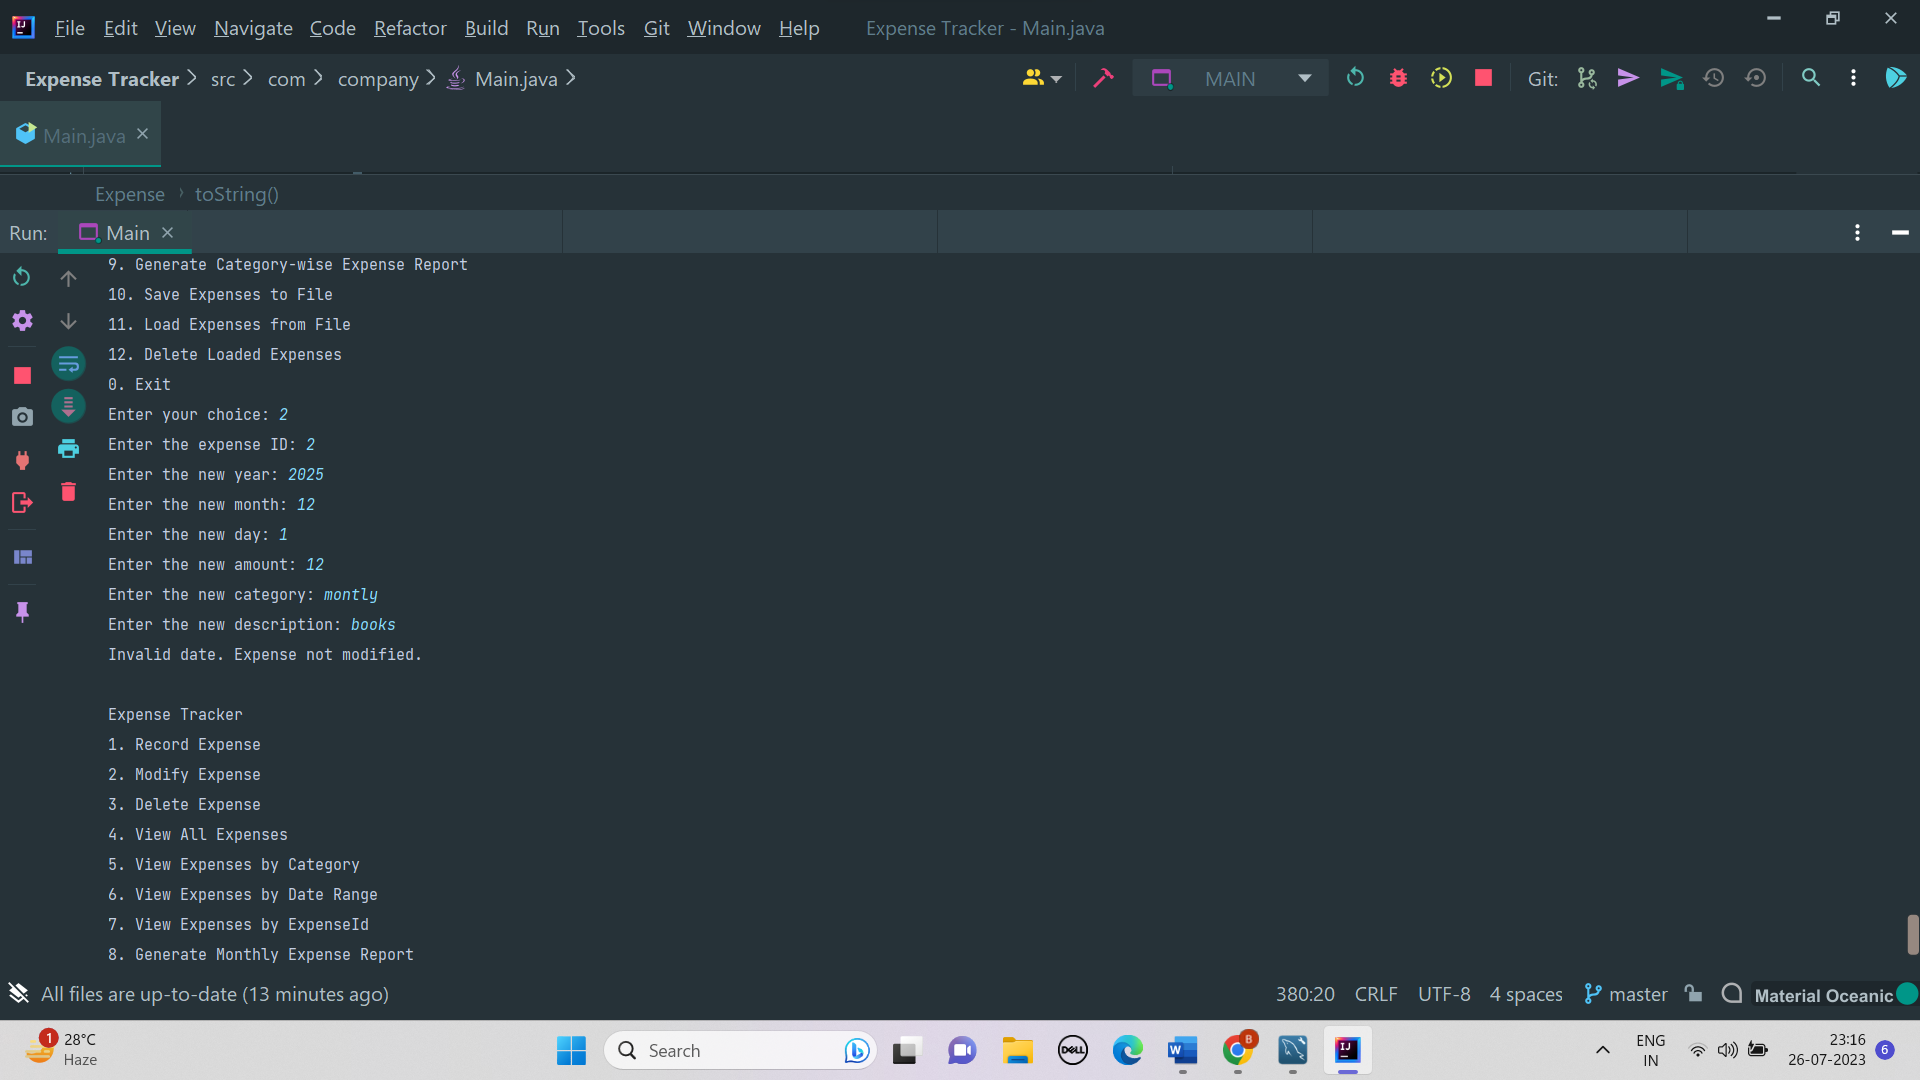 File Edit View Navigate Code Refactor Build Run Tools Git Window Help Expense Tracker - Main.java
Expense Tracker src com company Main.java MAIN Git:
Main.java
Expense toString()
Run: Main
9. Generate Category-wise Expense Report
10. Save Expenses to File
11. Load Expenses from File
12. Delete Loaded Expenses
0. Exit
Enter your choice: 2
Enter the expense ID: 2
Enter the new year: 2025
Enter the new month: 12
Enter the new day: 1
Enter the new amount: 12
Enter the new category: montly
Enter the new description: books
Invalid date. Expense not modified.
Expense Tracker
1. Record Expense
2. Modify Expense
3. Delete Expense
4. View All Expenses
5. View Expenses by Category
6. View Expenses by Date Range
7. View Expenses by ExpenseId
8. Generate Monthly Expense Report
All files are up-to-date (13 minutes ago) 380:20 CRLF UTF-8 4 spaces master Material Oceanic
1 28°C
Haze
Search
DELL
W
B
IJ
ENG
IN
23:16
26-07-2023
6